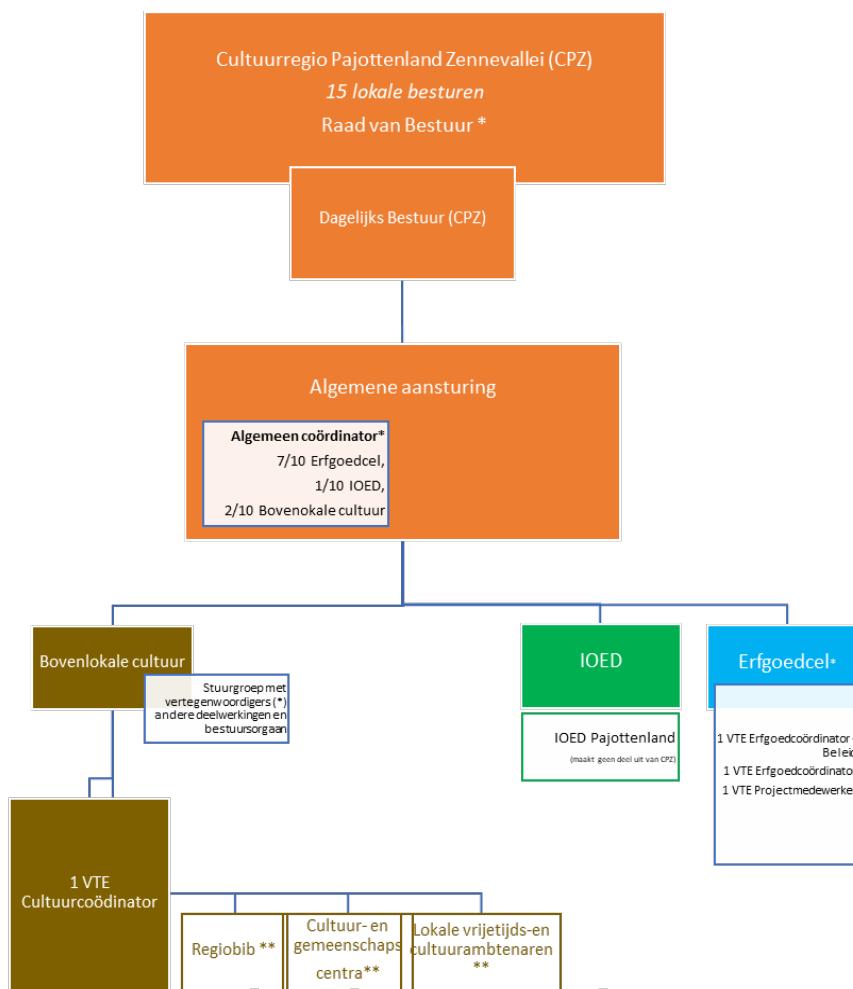 Cultuurregio Pajottenland Zennevallei (CPZ)
15 lokale besturen
Raad van Bestuur *
Dagelijks Bestuur (CPZ)
Algemene aansturing
Algemeen coördinator*
7/10 Erfgoedcel,
1/10 IOED,
2/10 Bovenokale cultuur
Bovenlokale cultuur
Stuurgroep met
vertegenwoordigers (*)
andere deelwerkingen en
bestuursorgaan
IOED
IOED Pajottenland
(maakt geen deel uit van CPZ)
Erfgoedcel*
1 VTE Erfgoedcoördinator
Beleid
1 VTE Erfgoedcoördinato
1 VTE Projectmedewerke
1 VTE
Cultuurcoödinator
Regiobib **
Cultuur- en
gemeenschaps
centra**
Lokale vrijetijds-en
cultuurambtenaren
**